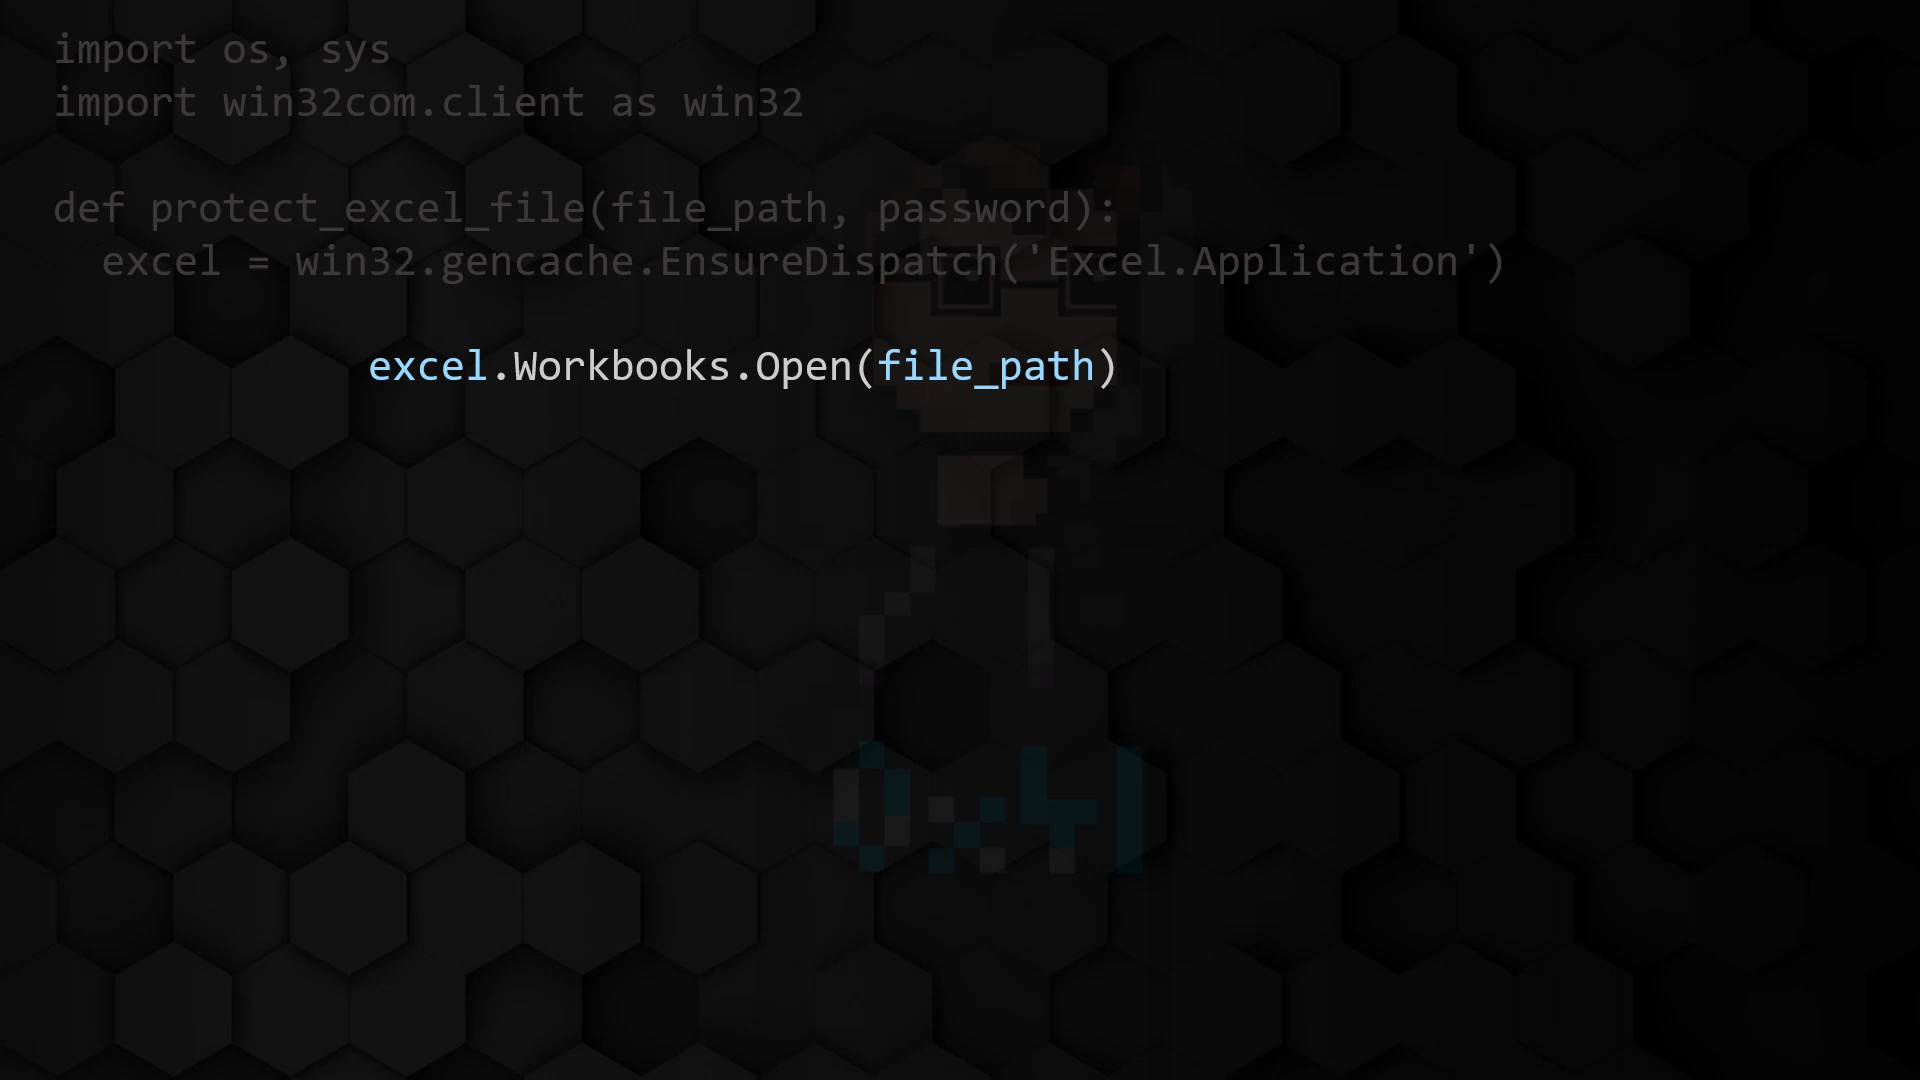 import os, sys
import win32com.client as win32
def protect_excel_file(file_path, password):
excel = win32.gencache.EnsureDispatch('Excel.Application')
excel.Workbooks.Open(file_path)
0x4|